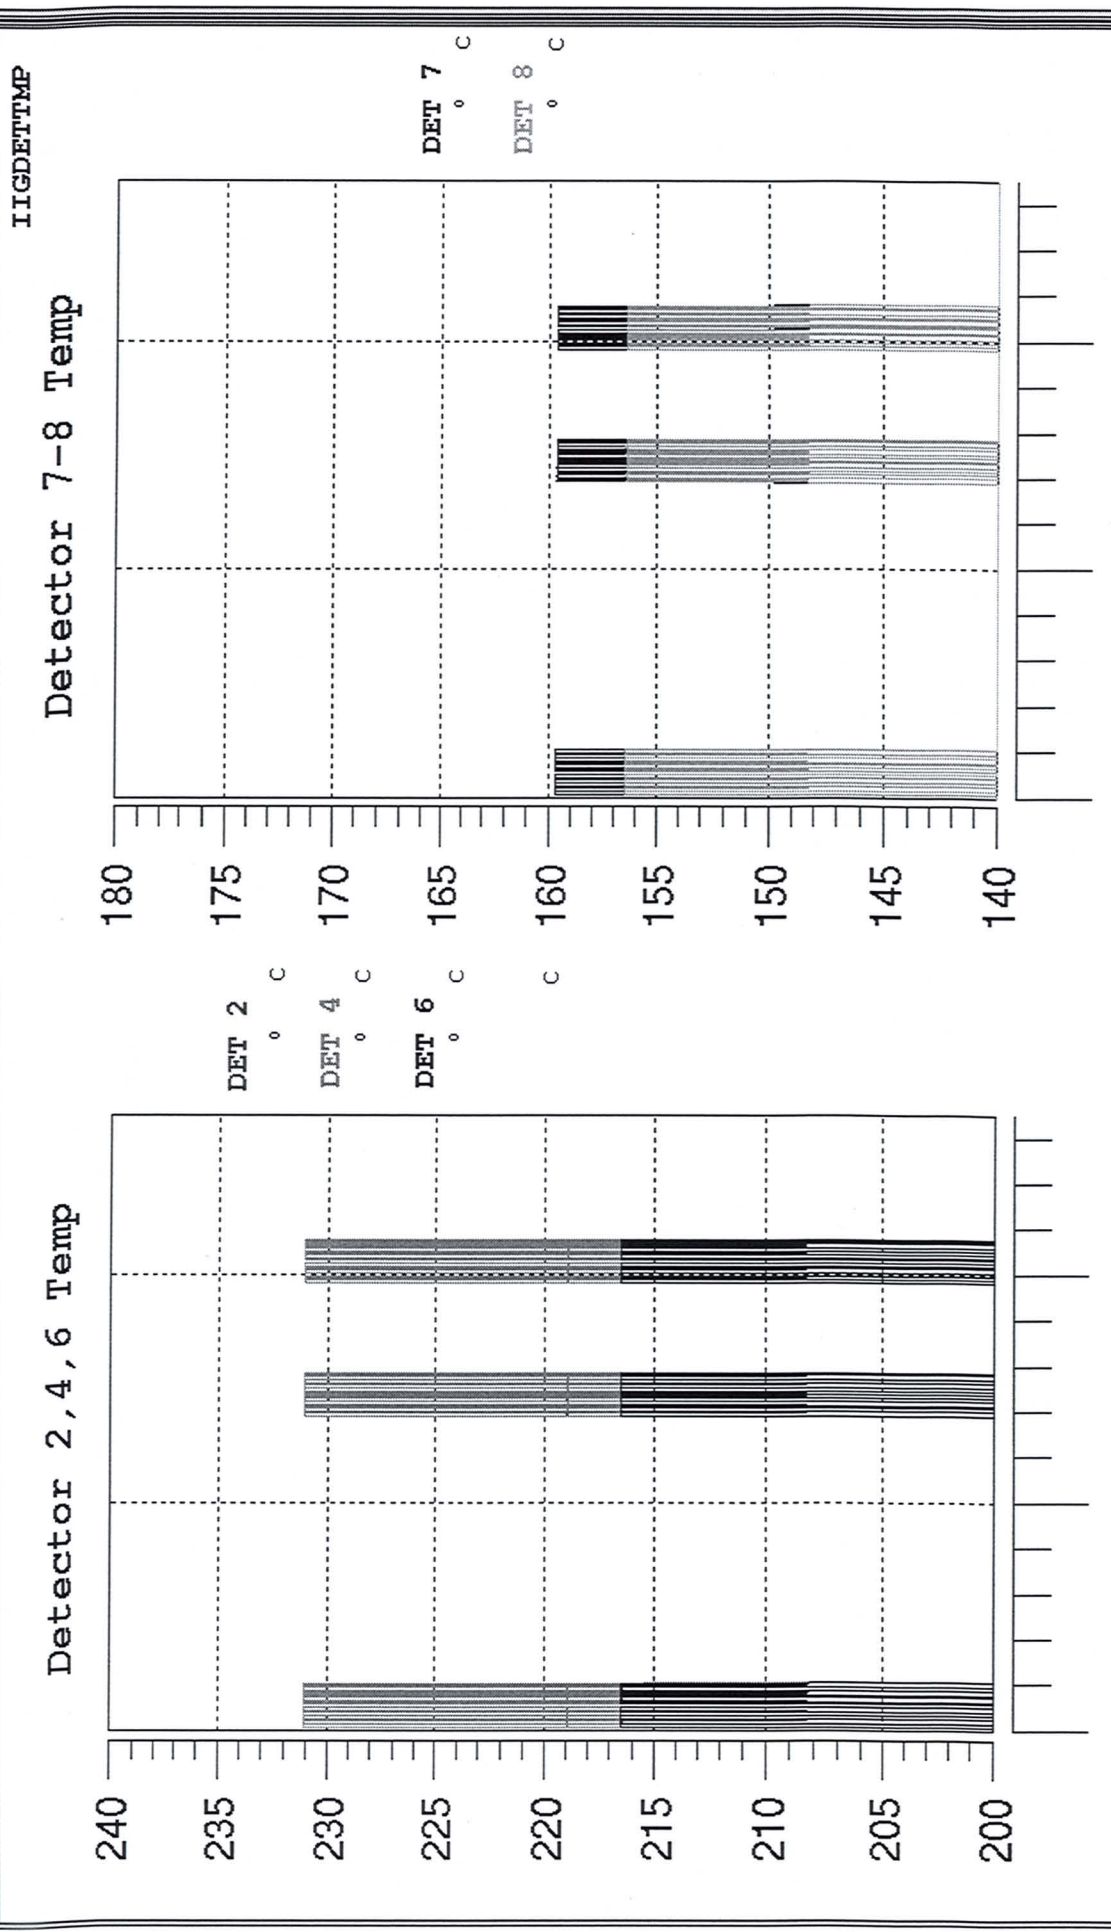 IIGDETTMP
Detector 2,4,6 Temp
240
235
230
225
220
215
210
205
200
DET 2
° C
DET 4
° C
DET 6
° C
C
Detector 7-8 Temp
180
175
170
165
160
155
150
145
140
DET 7
° C
DET 8
° C